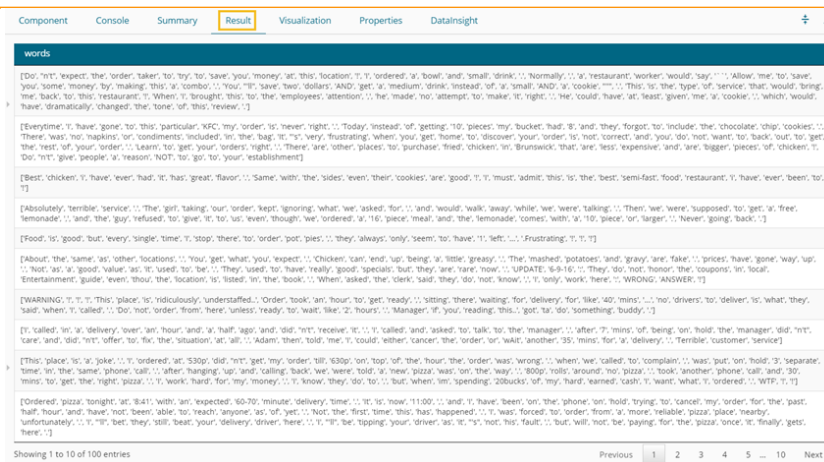 Component Console Summary Result Visualization Properties DataInsight
words
['Do', "n't", 'expect', 'the', 'order', 'taker', 'to', 'try', 'to', 'save', 'you', 'money', 'at', 'this', 'location', '!', 'I', 'ordered', 'a', 'bowl', 'and', 'small', 'drink', '.', 'Normally', ',', 'a', 'restaurant', 'worker', 'would', 'say', ',', '``', 'Allow', 'me', 'to', 'save',
'you', 'some', 'money', 'by', 'making', 'this', 'a', 'combo', '.', 'You', "'ll", 'save', 'two', 'dollars', 'AND', 'get', 'a', 'medium', 'drink', 'instead', 'of', 'a', 'small', 'AND', 'a', 'cookie', "''", '.', 'This', 'is', 'the', 'type', 'of', 'service', 'that', 'would', 'bring',
'me', 'back', 'to', 'this', 'restaurant', '.', 'When', 'I', 'brought', 'this', 'to', 'the', 'employees', 'attention', ',', 'he', 'made', 'no', 'attempt', 'to', 'make', 'it', 'right', '.', 'He', 'could', 'have', 'at', 'least', 'given', 'me', 'a', 'cookie', ',', 'which', 'would',
'have', 'dramatically', 'changed', 'the', 'tone', 'of', 'this', 'review', '.']
['Everytime', 'I', 'have', 'gone', 'to', 'this', 'particular', 'KFC', 'my', 'order', 'is', 'never', 'right', '.', 'Today', 'instead', 'of', 'getting', '10', 'pieces', 'my', 'bucket', 'had', '8', 'and', 'they', 'forgot', 'to', 'include', 'the', 'chocolate', 'chip', 'cookies', '.',
'There', 'was', 'no', 'napkins', 'or', 'condiments', 'included', 'in', 'the', 'bag', 'It', "'s", 'very', 'frustrating', 'when', 'you', 'get', 'home', 'to', 'discover', 'your', 'order', 'is', 'not', 'correct', 'and', 'you', 'do', 'not', 'want', 'to', 'back', 'out', 'to', 'get',
'the', 'rest', 'of', 'your', 'order', '.', 'Learn', 'to', 'get', 'your', 'orders', 'right', '.', 'There', 'are', 'other', 'places', 'to', 'purchase', 'fried', 'chicken', 'in', 'Brunswick', 'that', 'are', 'less', 'expensive', 'and', 'are', 'bigger', 'pieces', 'of', 'chicken', '!',
'Do', "n't", 'give', 'people', 'a', 'reason', 'NOT', 'to', 'go', 'to', 'your', 'establishment']
['Best', 'chicken', 'I', 'have', 'ever', 'had', 'It', 'has', 'great', 'flavor', '.', 'Same', 'with', 'the', 'sides', 'even', 'their', 'cookies', 'are', 'good', '!', 'I', 'must', 'admit', 'this', 'is', 'the', 'best', 'semi-fast', 'food', 'restaurant', 'I', 'have', 'ever', 'been', 'to',
'!']
['Absolutely', 'terrible', 'service', '.', 'The', 'girl', 'taking', 'our', 'order', 'kept', 'ignoring', 'what', 'we', 'asked', 'for', ',', 'and', 'would', 'walk', 'away', 'while', 'we', 'were', 'talking', '.', 'Then', 'we', 'were', 'supposed', 'to', 'get', 'a', 'free',
'lemonade', ',', 'and', 'the', 'guy', 'refused', 'to', 'give', 'it', 'to', 'us', 'even', 'though', 'we', 'ordered', 'a', '16', 'piece', 'meal', 'and', 'the', 'lemonade', 'comes', 'with', 'a', '10', 'piece', 'or', 'larger', '.', 'Never', 'going', 'back', '.']
['Food', 'is', 'good', 'but', 'every', 'single', 'time', 'I', 'stop', 'there', 'to', 'order', 'pot', 'pies', ',', 'they', 'always', 'only', 'seem', 'to', 'have', '1', 'left', '...', '.Frustrating', '!', '!', '!']
['About', 'the', 'same', 'as', 'other', 'locations', '.', 'You', 'get', 'what', 'you', 'expect', '.', 'Chicken', 'can', 'end', 'up', 'being', 'a', 'little', 'greasy', '.', 'The', 'mashed', 'potatoes', 'and', 'gravy', 'are', 'fake', '.', 'prices', 'have', 'gone', 'way', 'up',
'.', 'Not', 'as', 'a', 'good', 'value', 'as', 'it', 'used', 'to', 'be', '.', 'They', 'used', 'to', 'have', 'really', 'good', 'specials', 'but', 'they', 'are', 'rare', 'now', '.', 'UPDATE', '6-9-16', ':', 'They', 'do', 'not', 'honor', 'the', 'coupons', 'in', 'local',
'Entertainment', 'guide', 'even', 'thou', 'the', 'location', 'is', 'listed', 'in', 'the', 'book', '.', 'When', 'asked', 'the', 'clerk', 'said', 'they', 'do', 'not', 'know', ',', 'I', 'only', 'work', 'here', '.', 'WRONG', 'ANSWER', '!']
['WARNING', '!', '!', '!', 'This', 'place', 'is', 'ridiculously', 'understaffed..', 'Order', 'took', 'an', 'hour', 'to', 'get', 'ready', ',', 'sitting', 'there', 'waiting', 'for', 'delivery', 'for', 'like', '40', 'mins', '...', 'no', 'drivers', 'to', 'deliver', 'is', 'what', 'they',
'said', 'when', 'I', 'called', '.', 'Do', 'not', 'order', 'from', 'here', 'unless', 'ready', 'to', 'wait', 'like', '2', 'hours', '.', 'Manager', 'if', 'you', 'reading', 'this..', 'got', 'ta', 'do', 'something', 'buddy', '.']
['I', 'called', 'in', 'a', 'delivery', 'over', 'an', 'hour', 'and', 'a', 'half', 'ago', 'and', 'did', "n't", 'receive', 'it', '.', 'I', 'called', 'and', 'asked', 'to', 'talk', 'to', 'the', 'manager', ',', 'after', '7', 'mins', 'of', 'being', 'on', 'hold', 'the', 'manager', 'did', "n't",
'care', 'and', 'did', "n't", 'offer', 'to', 'fix', 'the', 'situation', 'at', 'all', '.', 'Adam', 'then', 'told', 'me', 'I', 'could', 'either', 'cancer', 'the', 'order', 'or', 'wAit', 'another', '35', 'mins', 'for', 'a', 'delivery', '.', 'Terrible', 'customer', 'service']
['This', 'place', 'is', 'a', 'joke', '.', 'I', 'ordered', 'at', '530p', 'did', "n't", 'get', 'my', 'order', 'till', '630p', 'on', 'top', 'of', 'the', 'hour', 'the', 'order', 'was', 'wrong', '.', 'when', 'we', 'called', 'to', 'complain', ',', 'was', 'put', 'on', 'hold', '3', 'separate',
'time', 'in', 'the', 'same', 'phone', 'call', ',', 'after', 'hanging', 'up', 'and', 'calling', 'back', 'we', 'were', 'told', 'a', 'new', 'pizza', 'was', 'on', 'the', 'way', '.', '800p', 'rolls', 'around', 'no', 'pizza', '.', 'took', 'another', 'phone', 'call', 'and', '30',
'mins', 'to', 'get', 'the', 'right', 'pizza', '.', 'I', 'work', 'hard', 'for', 'my', 'money', '.', 'I', 'know', 'they', 'do', 'to', '.', 'but', 'when', 'im', 'spending', '20bucks', 'of', 'my', 'hard', 'earned', 'cash', 'I', 'want', 'what', 'I', 'ordered', '.', 'WTF', '!', '!']
['Ordered', 'pizza', 'tonight', 'at', '8:41', 'with', 'an', 'expected', '60-70', 'minute', 'delivery', 'time', '.', 'It', 'is', 'now', '11:00', ',', 'and', 'I', 'have', 'been', 'on', 'the', 'phone', 'on', 'hold', 'trying', 'to', 'cancel', 'my', 'order', 'for', 'the', 'past',
'half', 'hour', 'and', 'have', 'not', 'been', 'able', 'to', 'reach', 'anyone', 'as', 'of', 'yet', '.', 'Not', 'the', 'first', 'time', 'this', 'has', 'happened', '.', 'I', 'was', 'forced', 'to', 'order', 'from', 'a', 'more', 'reliable', 'pizza', 'place', 'nearby',
'unfortunately', '.', 'I', "'ll", 'bet', 'they', 'still', 'beat', 'your', 'delivery', 'driver', 'here', '.', 'I', "'ll", 'be', 'tipping', 'your', 'driver', 'as', 'it', "'s", 'not', 'his', 'fault', ',', 'but', 'will', 'not', 'be', 'paying', 'for', 'the', 'pizza', 'once', 'it', 'finally', 'gets',
'here', '.']
Showing 1 to 10 of 100 entries Previous 1 2 3 4 5 ... 10 Next